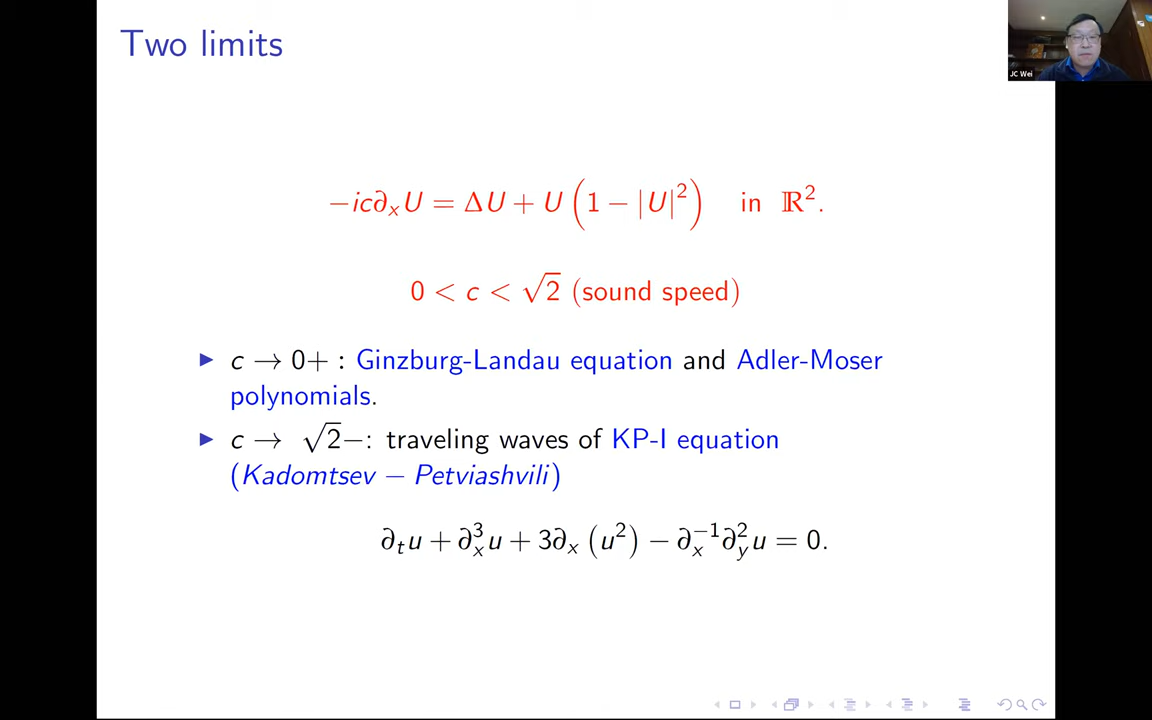 Two limits
JC Wei
−ic∂ₓU = ΔU + U(1 − |U|²) in ℝ².
0 < c < √2 (sound speed)
▶ c → 0+ : Ginzburg-Landau equation and Adler-Moser
polynomials.
▶ c → √2−: traveling waves of KP-I equation
(Kadomtsev − Petviashvili)
∂ₜu + ∂ₓ³u + 3∂ₓ(u²) − ∂ₓ⁻¹∂ᵧ²u = 0.